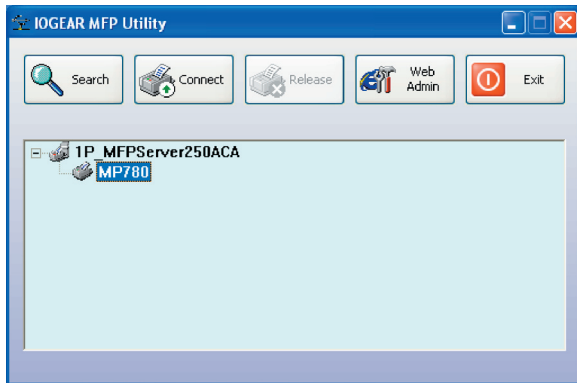 IOGEAR MFP Utility
Search
Connect
Release
Web
Admin
Exit
1P_MFPServer250ACA
MP780